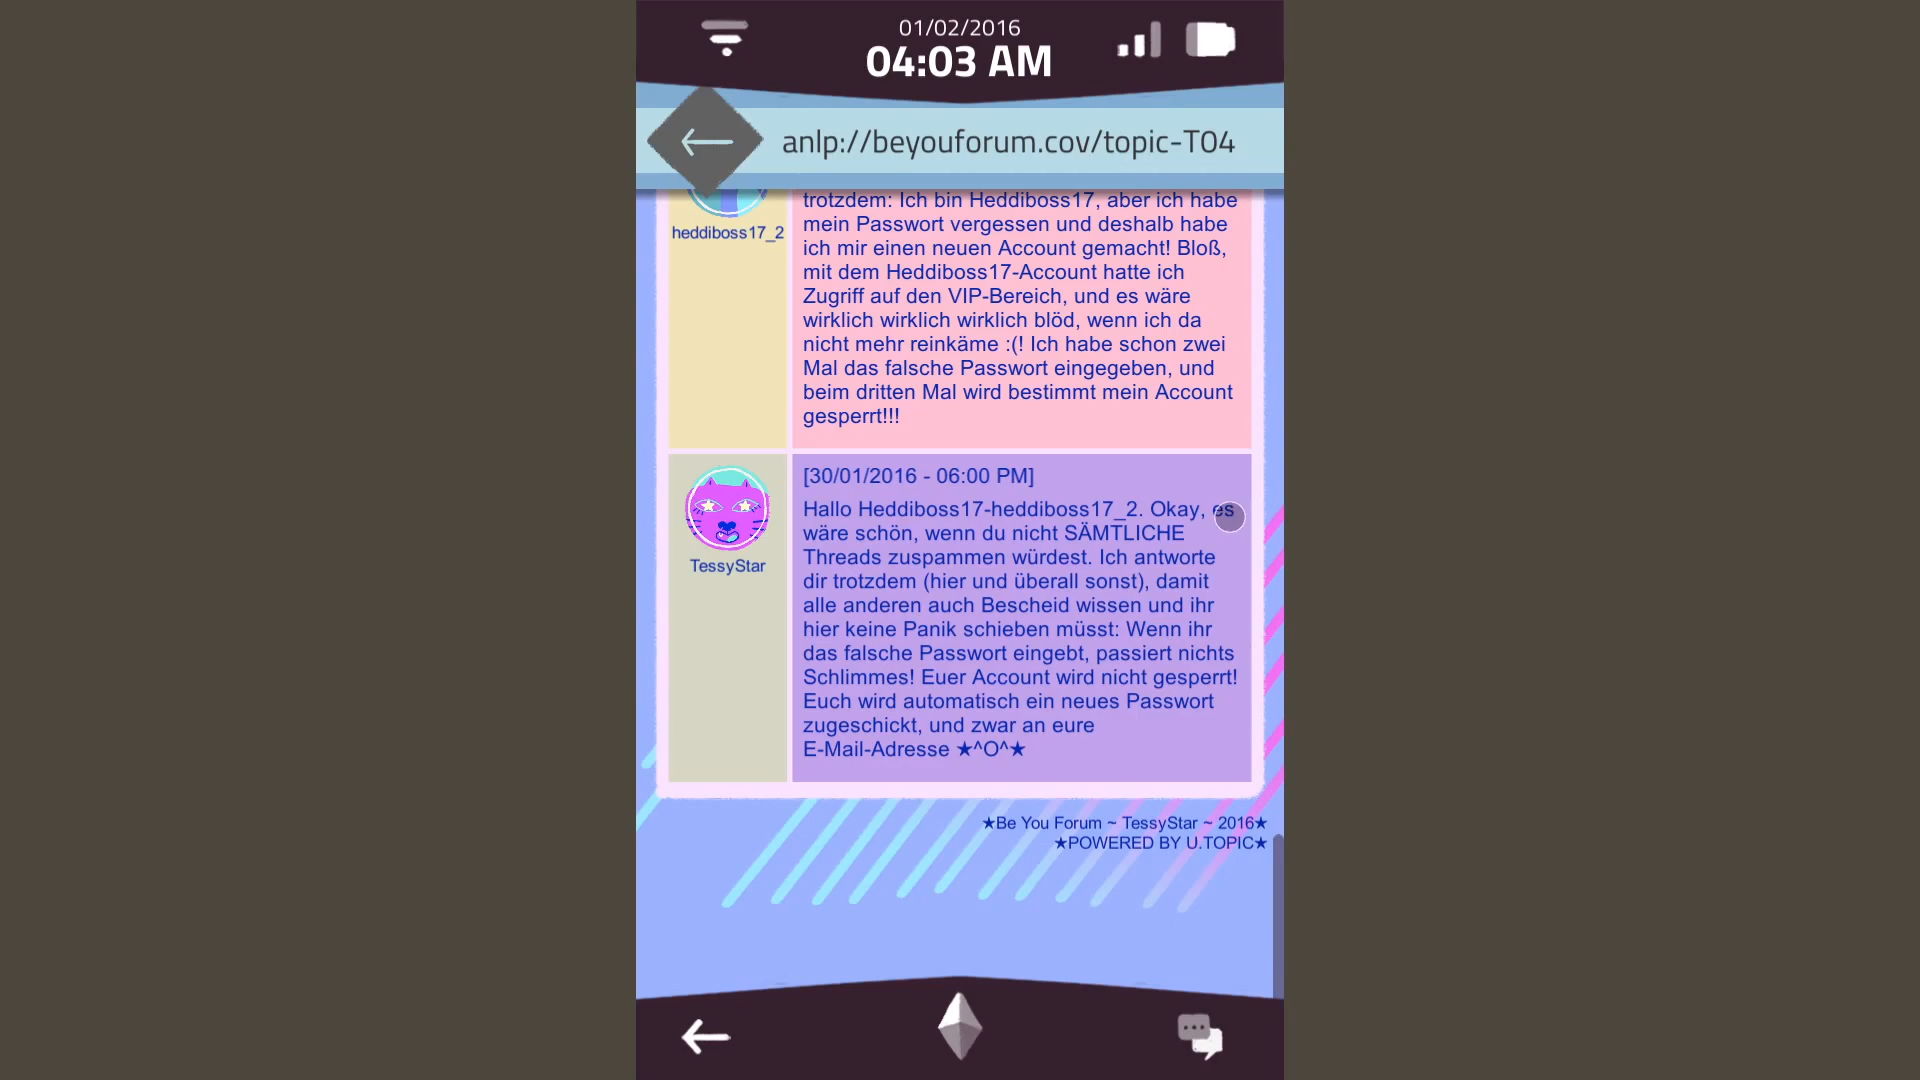 01/02/2016
04:03 AM
anlp://beyouforum.cov/topic-T04
heddiboss17_2
trotzdem: Ich bin Heddiboss17, aber ich habe
mein Passwort vergessen und deshalb habe
ich mir einen neuen Account gemacht! Bloß,
mit dem Heddiboss17-Account hatte ich
Zugriff auf den VIP-Bereich, und es wäre
wirklich wirklich wirklich blöd, wenn ich da
nicht mehr reinkäme :(! Ich habe schon zwei
Mal das falsche Passwort eingegeben, und
beim dritten Mal wird bestimmt mein Account
gesperrt!!!
TessyStar
[30/01/2016 - 06:00 PM]
Hallo Heddiboss17-heddiboss17_2. Okay, es
wäre schön, wenn du nicht SÄMTLICHE
Threads zuspammen würdest. Ich antworte
dir trotzdem (hier und überall sonst), damit
alle anderen auch Bescheid wissen und ihr
hier keine Panik schieben müsst: Wenn ihr
das falsche Passwort eingebt, passiert nichts
Schlimmes! Euer Account wird nicht gesperrt!
Euch wird automatisch ein neues Passwort
zugeschickt, und zwar an eure
E-Mail-Adresse ★^O^★
★Be You Forum ~ TessyStar ~ 2016★
★POWERED BY U.TOPIC★